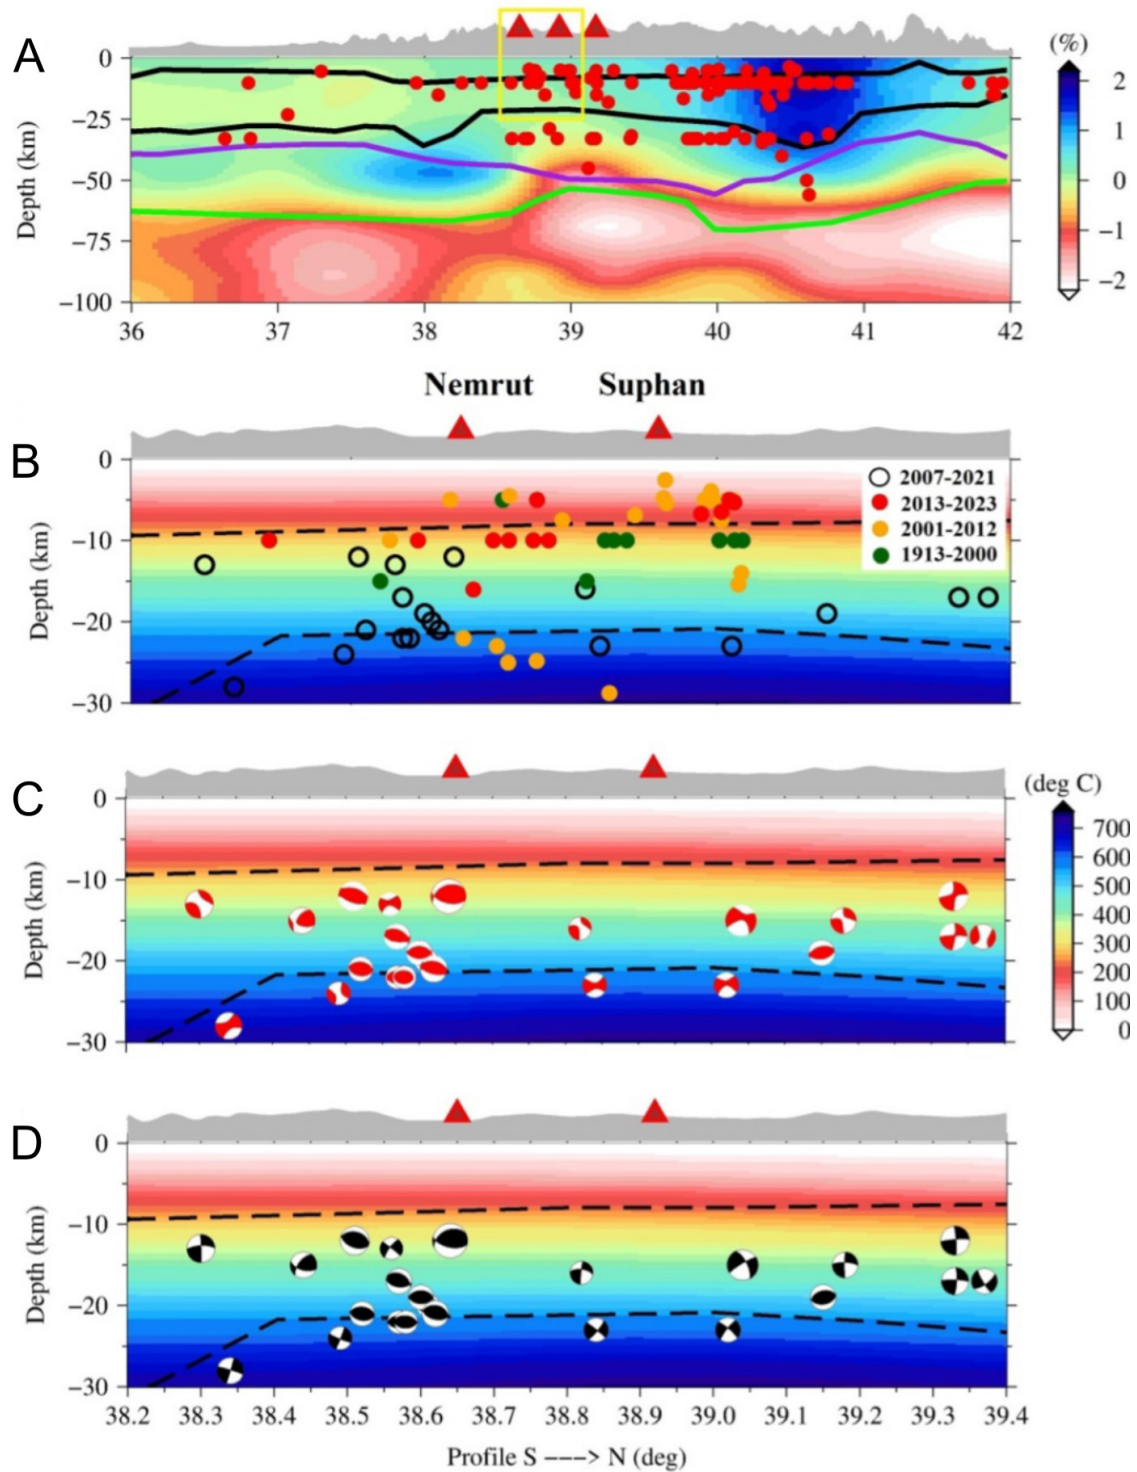 A
(%)
0
−25
−50
−75
−100
Depth (km)
2
1
0
−1
−2
36 37 38 39 40 41 42
Nemrut Suphan
B
0
−10
−20
−30
Depth (km)
2007-2021
2013-2023
2001-2012
1913-2000
C
(deg C)
0
−10
−20
−30
Depth (km)
700
600
500
400
300
200
100
0
D
0
−10
−20
−30
Depth (km)
38.2 38.3 38.4 38.5 38.6 38.7 38.8 38.9 39.0 39.1 39.2 39.3 39.4
Profile S −−−> N (deg)